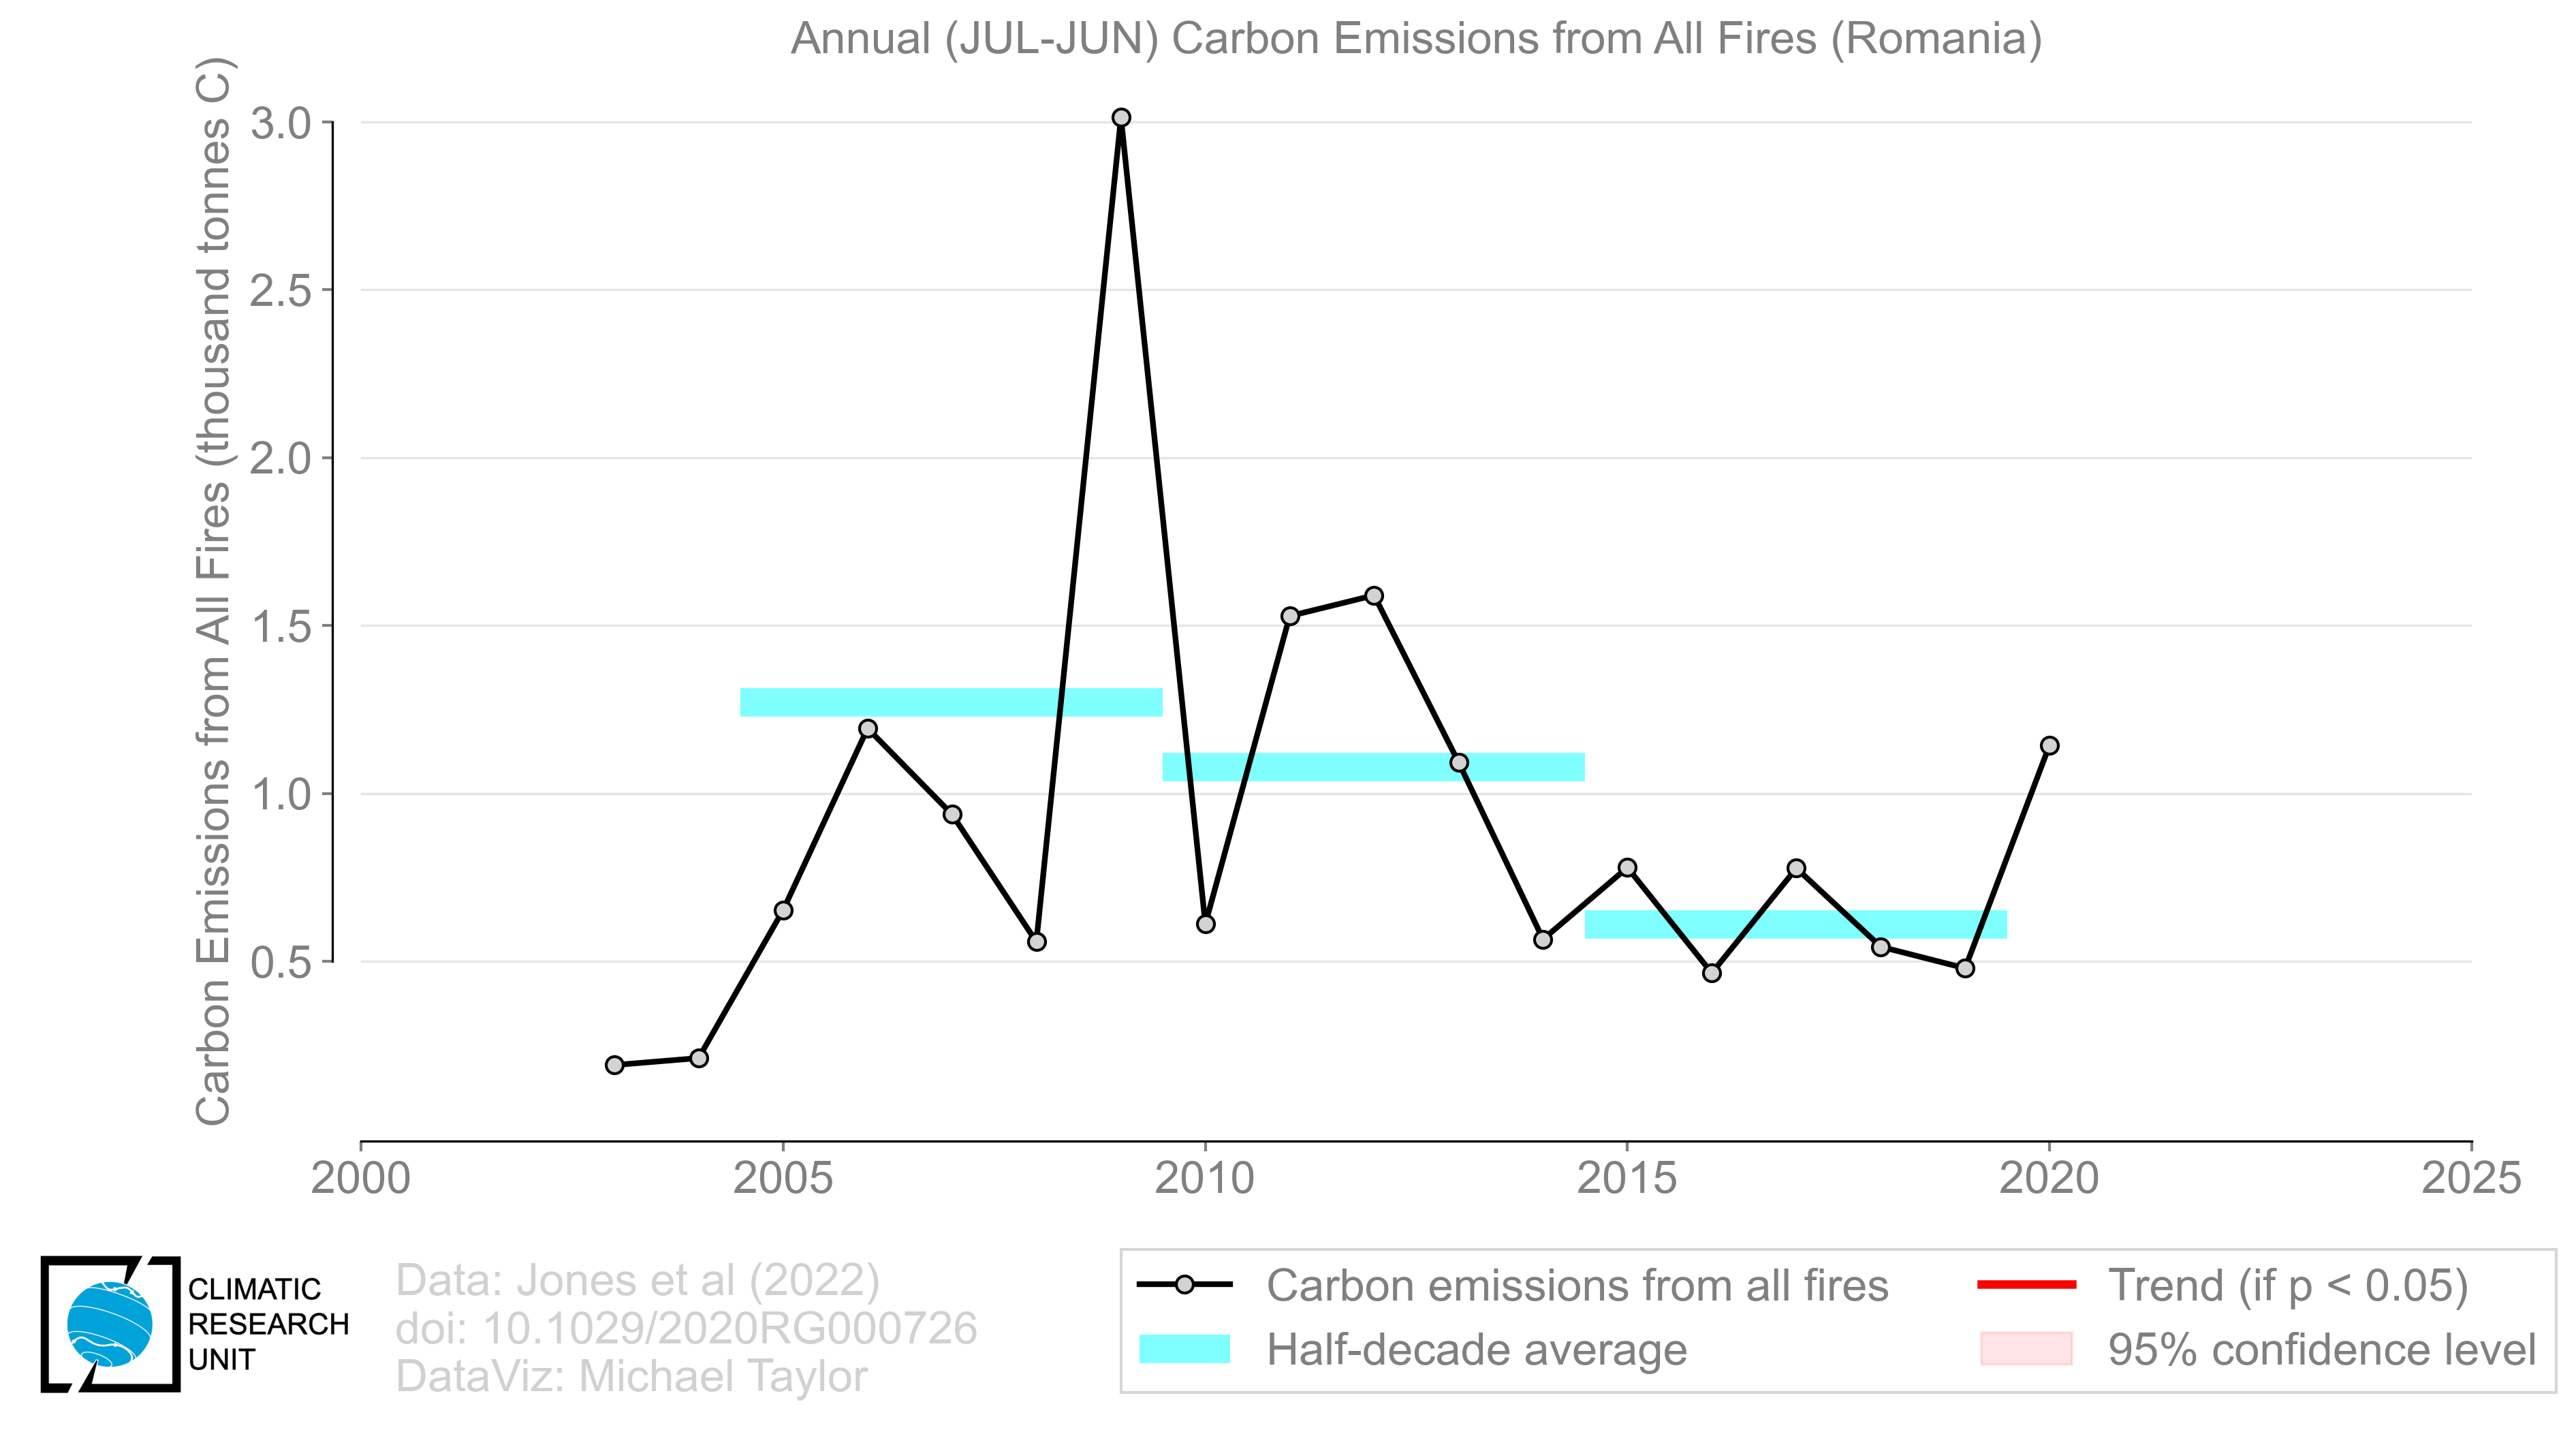 Annual (JUL-JUN) Carbon Emissions from All Fires (Romania)
Carbon Emissions from All Fires (thousand tonnes C)
3.0
2.5
2.0
1.5
1.0
0.5
2000 2005 2010 2015 2020 2025
CLIMATIC
RESEARCH
UNIT
Data: Jones et al (2022)
doi: 10.1029/2020RG000726
DataViz: Michael Taylor
Carbon emissions from all fires
Half-decade average
Trend (if p < 0.05)
95% confidence level